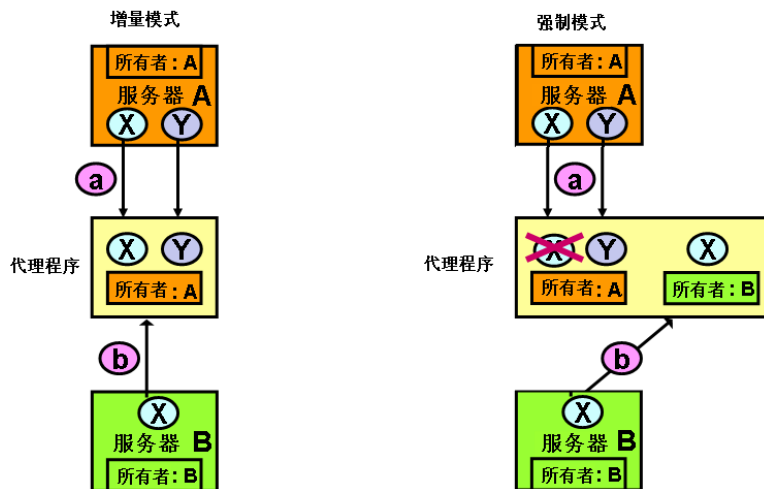 增量模式
所有者:A
服务器 A
X Y
a
X Y
代理程序
所有者:A
b
X
服务器 B
所有者:B
强制模式
所有者:A
服务器 A
X Y
a
X Y X
代理程序
所有者:A 所有者:B
b
X
服务器 B
所有者:B